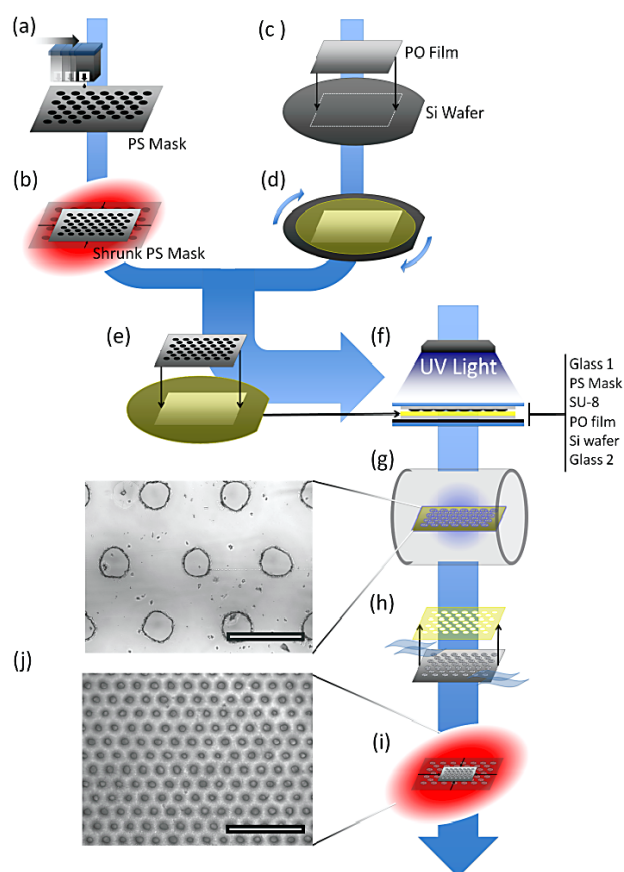 (a)
PS Mask
(b)
Shrunk PS Mask
(c )
PO Film
Si Wafer
(d)
(e)
(f)
UV Light
Glass 1
PS Mask
SU-8
PO film
Si wafer
Glass 2
(g)
(h)
(j)
(i)